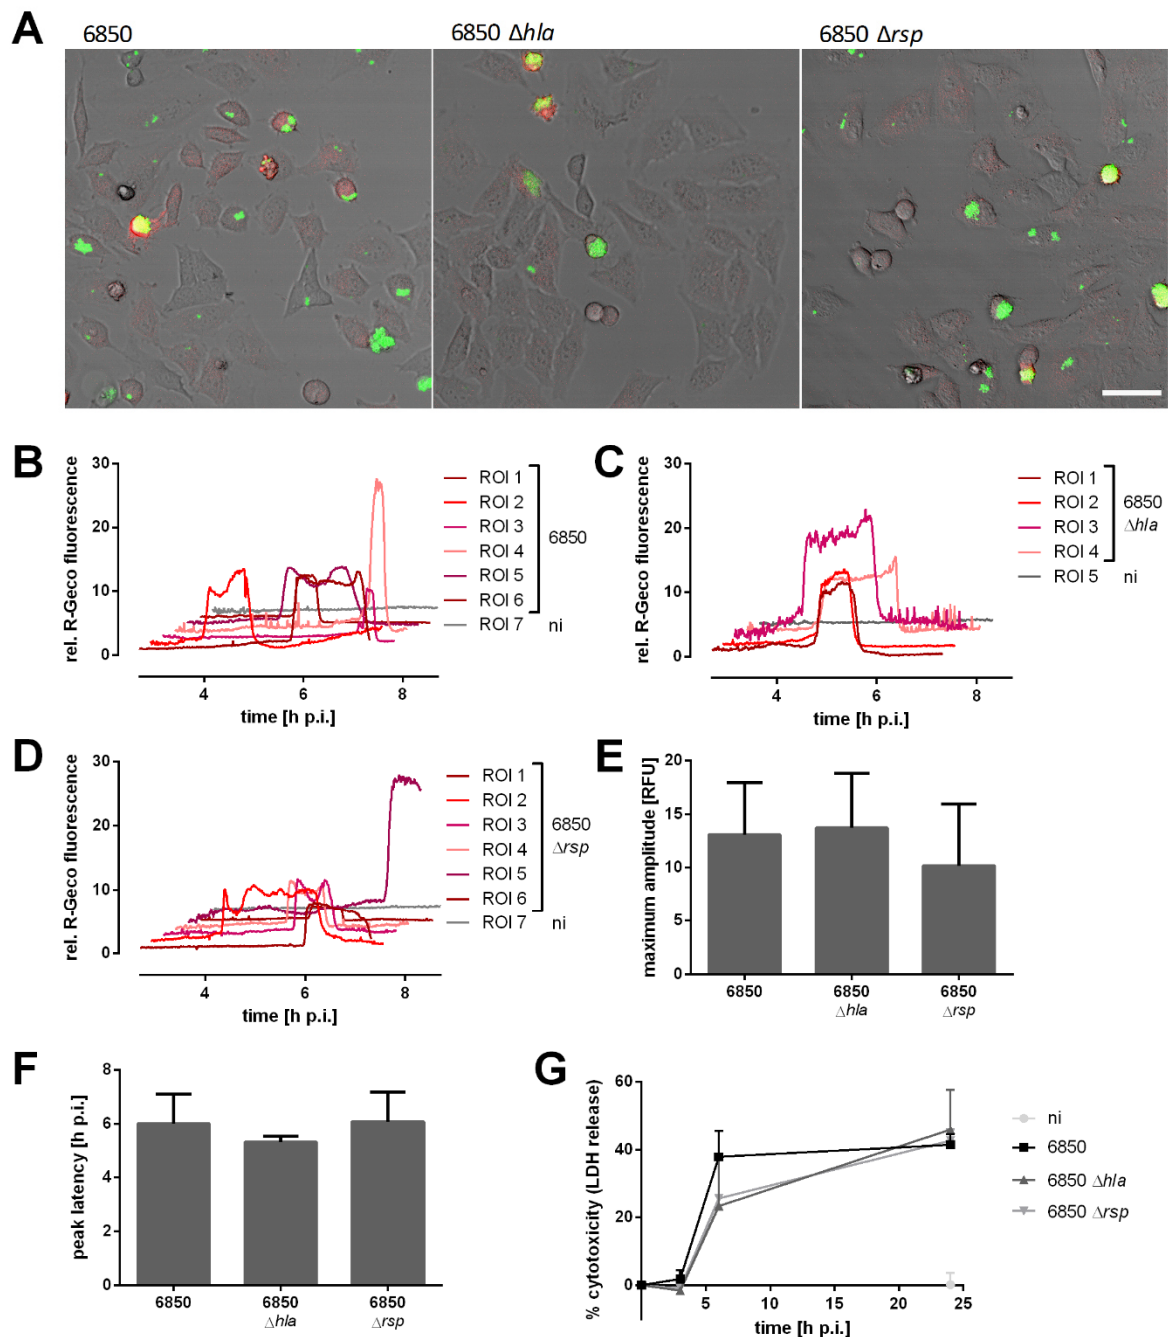 A
6850
6850 Δhla
6850 Δrsp
B
rel. R-Geco fluorescence
30
20
10
0
4
6
8
time [h p.i.]
ROI 1
ROI 2
ROI 3
ROI 4
ROI 5
ROI 6
ROI 7
6850
ni
C
rel. R-Geco fluorescence
30
20
10
0
4
6
8
time [h p.i.]
ROI 1
ROI 2
ROI 3
ROI 4
ROI 5
6850
Δhla
ni
D
rel. R-Geco fluorescence
30
20
10
0
4
6
8
time [h p.i.]
ROI 1
ROI 2
ROI 3
ROI 4
ROI 5
ROI 6
ROI 7
6850
Δrsp
ni
E
maximum amplitude [RFU]
20
15
10
5
0
6850
6850
Δhla
6850
Δrsp
F
peak latency [h p.i.]
8
6
4
2
0
6850
6850
Δhla
6850
Δrsp
G
% cytotoxicity (LDH release)
60
40
20
0
5
10
15
20
25
time [h p.i.]
ni
6850
6850 Δhla
6850 Δrsp